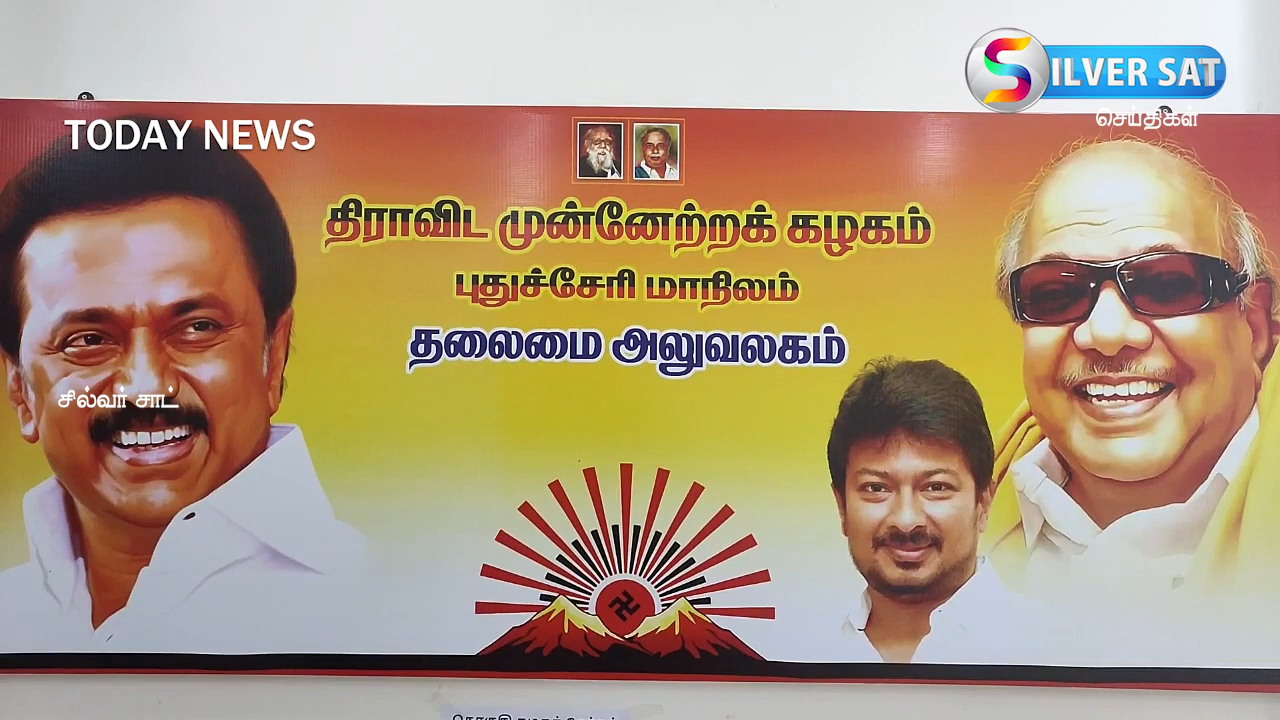 SILVER SAT
செய்திகள்
TODAY NEWS
திராவிட முன்னேற்றக் கழகம்
புதுச்சேரி மாநிலம்
தலைமை அலுவலகம்
சில்வர் சாட்